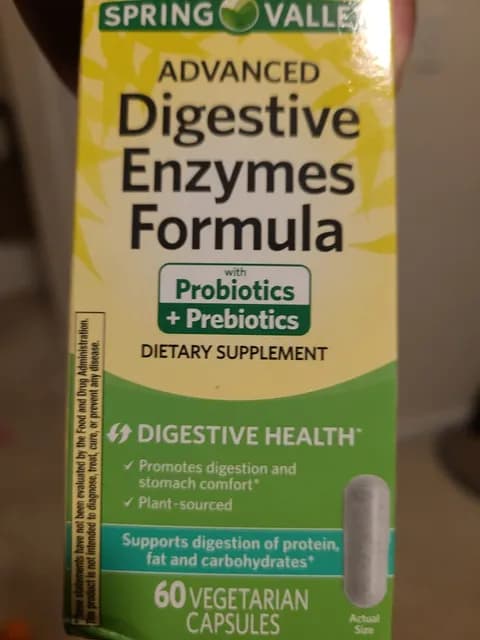 SPRING VALLEY
ADVANCED
Digestive
Enzymes
Formula
with
Probiotics
+ Prebiotics
DIETARY SUPPLEMENT
DIGESTIVE HEALTH*
✓ Promotes digestion and
stomach comfort*
✓ Plant-sourced
Supports digestion of protein,
fat and carbohydrates*
60 VEGETARIAN
CAPSULES
Actual
Size
statements have not been evaluated by the Food and Drug Administration.
This product is not intended to diagnose, treat, cure, or prevent any disease.